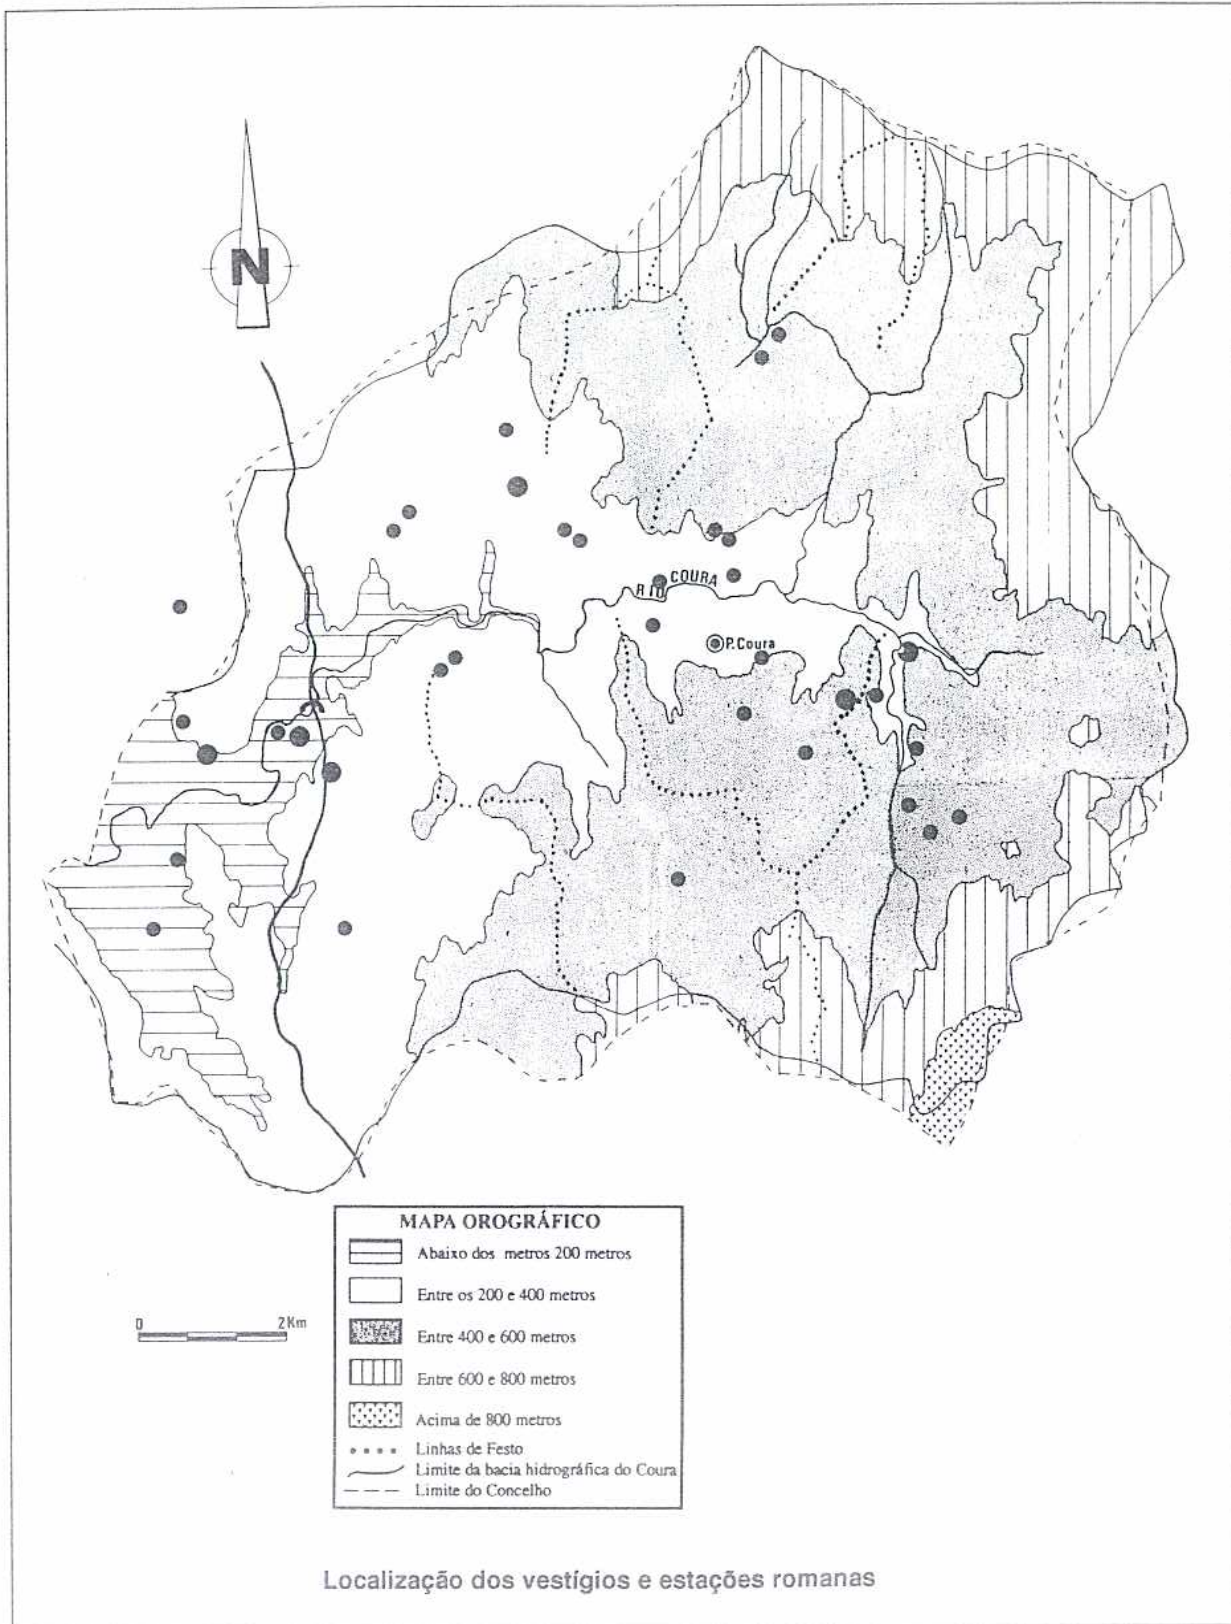 N
RIO COURA
P. Coura
MAPA OROGRÁFICO
Abaixo dos metros 200 metros
Entre os 200 e 400 metros
Entre 400 e 600 metros
Entre 600 e 800 metros
Acima de 800 metros
Linhas de Festo
Limite da bacia hidrográfica do Coura
Limite do Concelho
0 2Km
Localização dos vestígios e estações romanas